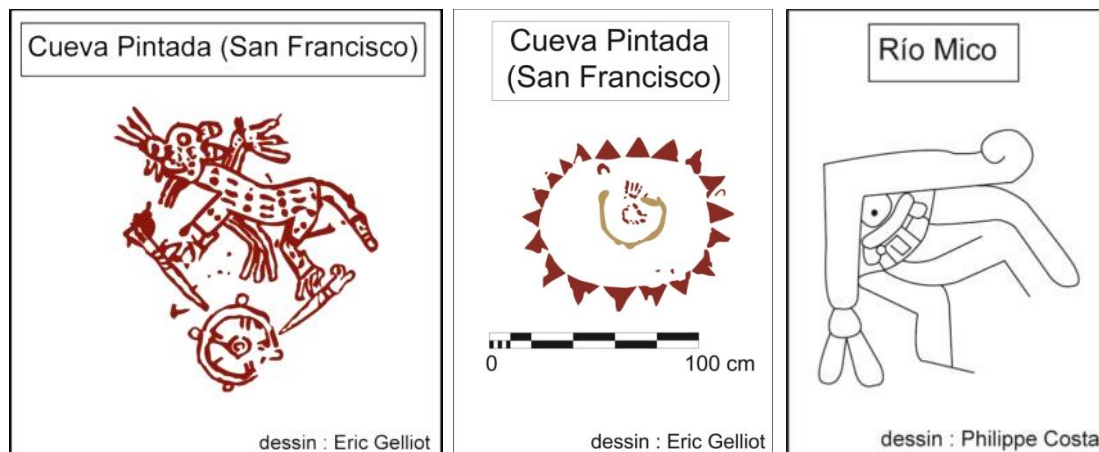 Cueva Pintada (San Francisco)
dessin : Eric Gelliot
Cueva Pintada
(San Francisco)
0 100 cm
dessin : Eric Gelliot
Río Mico
dessin : Philippe Costa